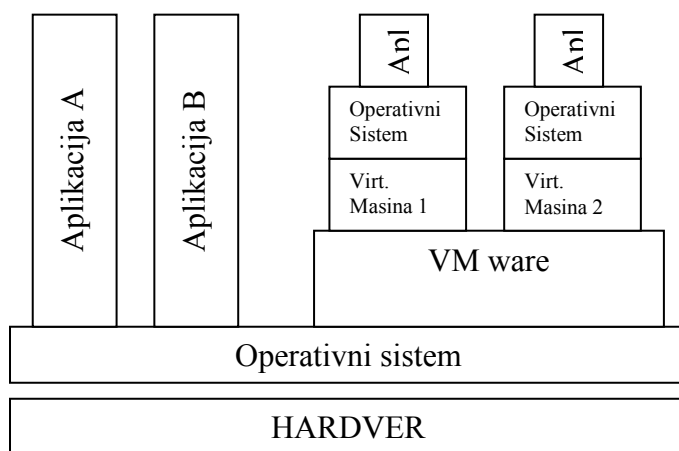 Aplikacija A
Aplikacija B
Apl
Operativni
Sistem
Virt.
Masina 1
Apl
Operativni
Sistem
Virt.
Masina 2
VM ware
Operativni sistem
HARDVER